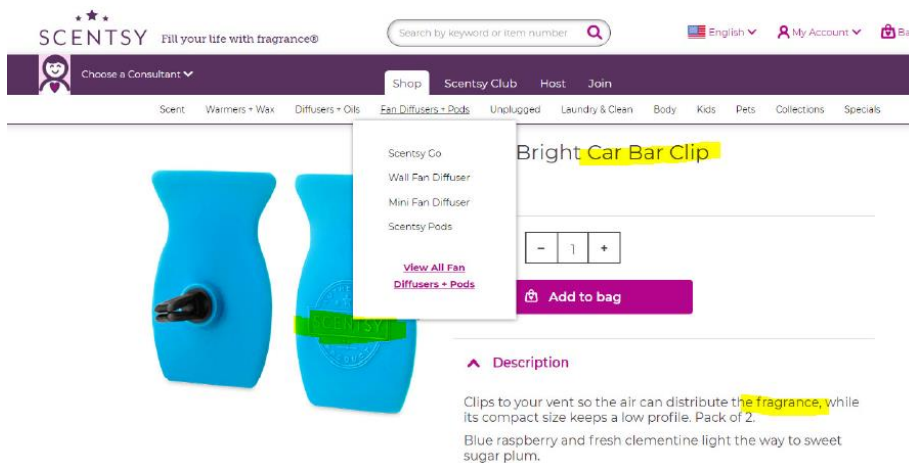 SCENTSY Fill your life with fragrance®
Search by keyword or item number
English
My Account
Ba
Choose a Consultant
Shop Scentsy Club Host Join
Scent Warmers + Wax Diffusers + Oils Fan Diffusers + Pods Unplugged Laundry & Clean Body Kids Pets Collections Specials
Scentsy Go
Wall Fan Diffuser
Mini Fan Diffuser
Scentsy Pods
View All Fan
Diffusers + Pods
Bright Car Bar Clip
- 1 +
Add to bag
SCENTSY
Description
Clips to your vent so the air can distribute the fragrance, while
its compact size keeps a low profile. Pack of 2.
Blue raspberry and fresh clementine light the way to sweet
sugar plum.